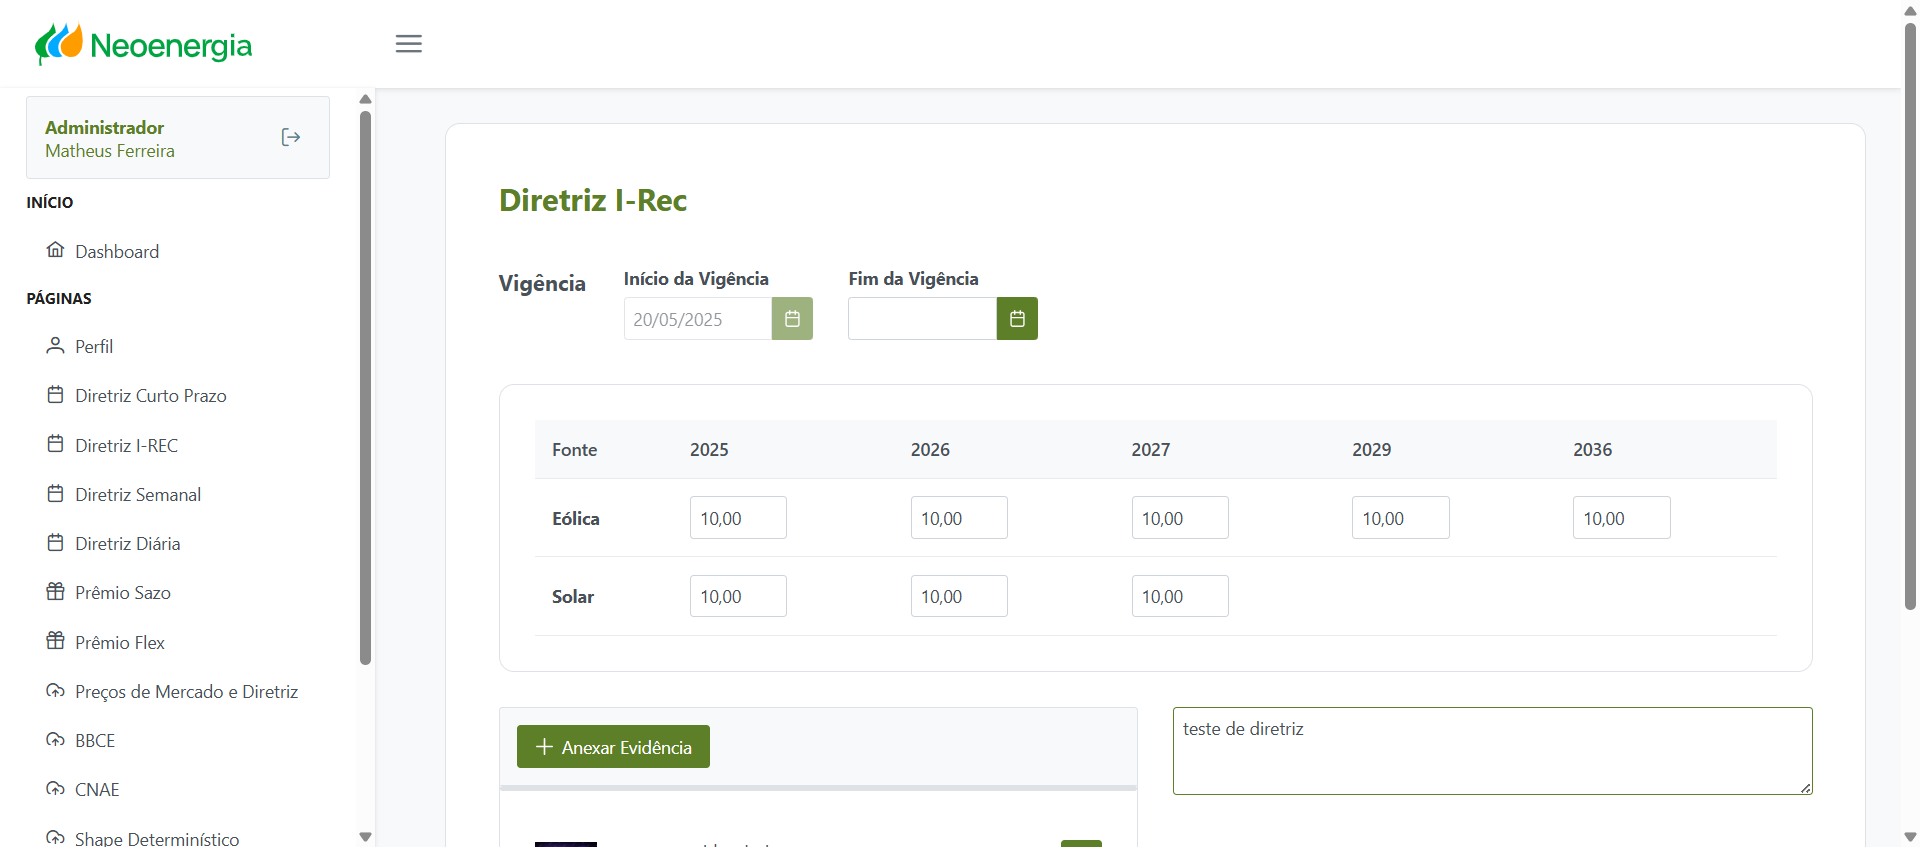 Neoenergia
Administrador
Matheus Ferreira
INÍCIO
Dashboard
PÁGINAS
Perfil
Diretriz Curto Prazo
Diretriz I-REC
Diretriz Semanal
Diretriz Diária
Prêmio Sazo
Prêmio Flex
Preços de Mercado e Diretriz
BBCE
CNAE
Shape Determinístico
Diretriz I-Rec
Vigência
Início da Vigência
20/05/2025
Fim da Vigência
Fonte 2025 2026 2027 2029 2036
Eólica 10,00 10,00 10,00 10,00 10,00
Solar 10,00 10,00 10,00
Anexar Evidência
teste de diretriz